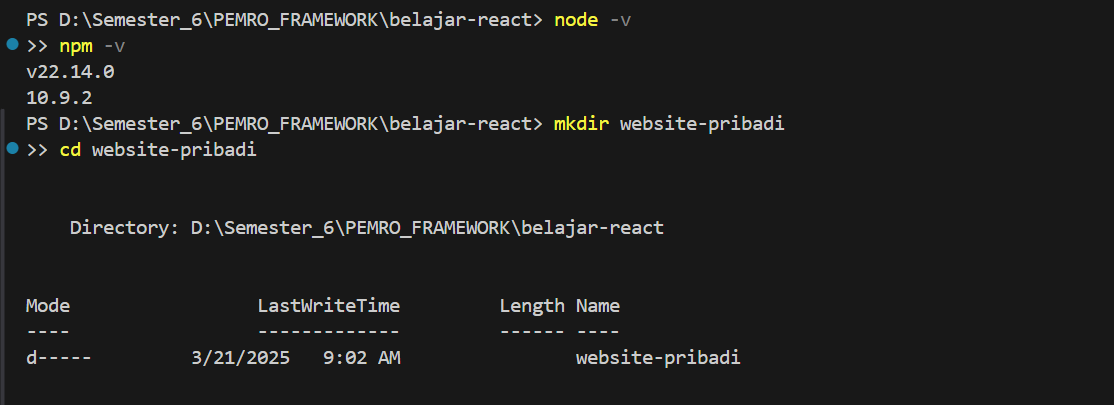 PS D:\Semester_6\PEMRO_FRAMEWORK\belajar-react> node -v
>> npm -v
v22.14.0
10.9.2
PS D:\Semester_6\PEMRO_FRAMEWORK\belajar-react> mkdir website-pribadi
>> cd website-pribadi
Directory: D:\Semester_6\PEMRO_FRAMEWORK\belajar-react
Mode LastWriteTime Length Name
---- ------------- ------ ----
d----- 3/21/2025 9:02 AM website-pribadi